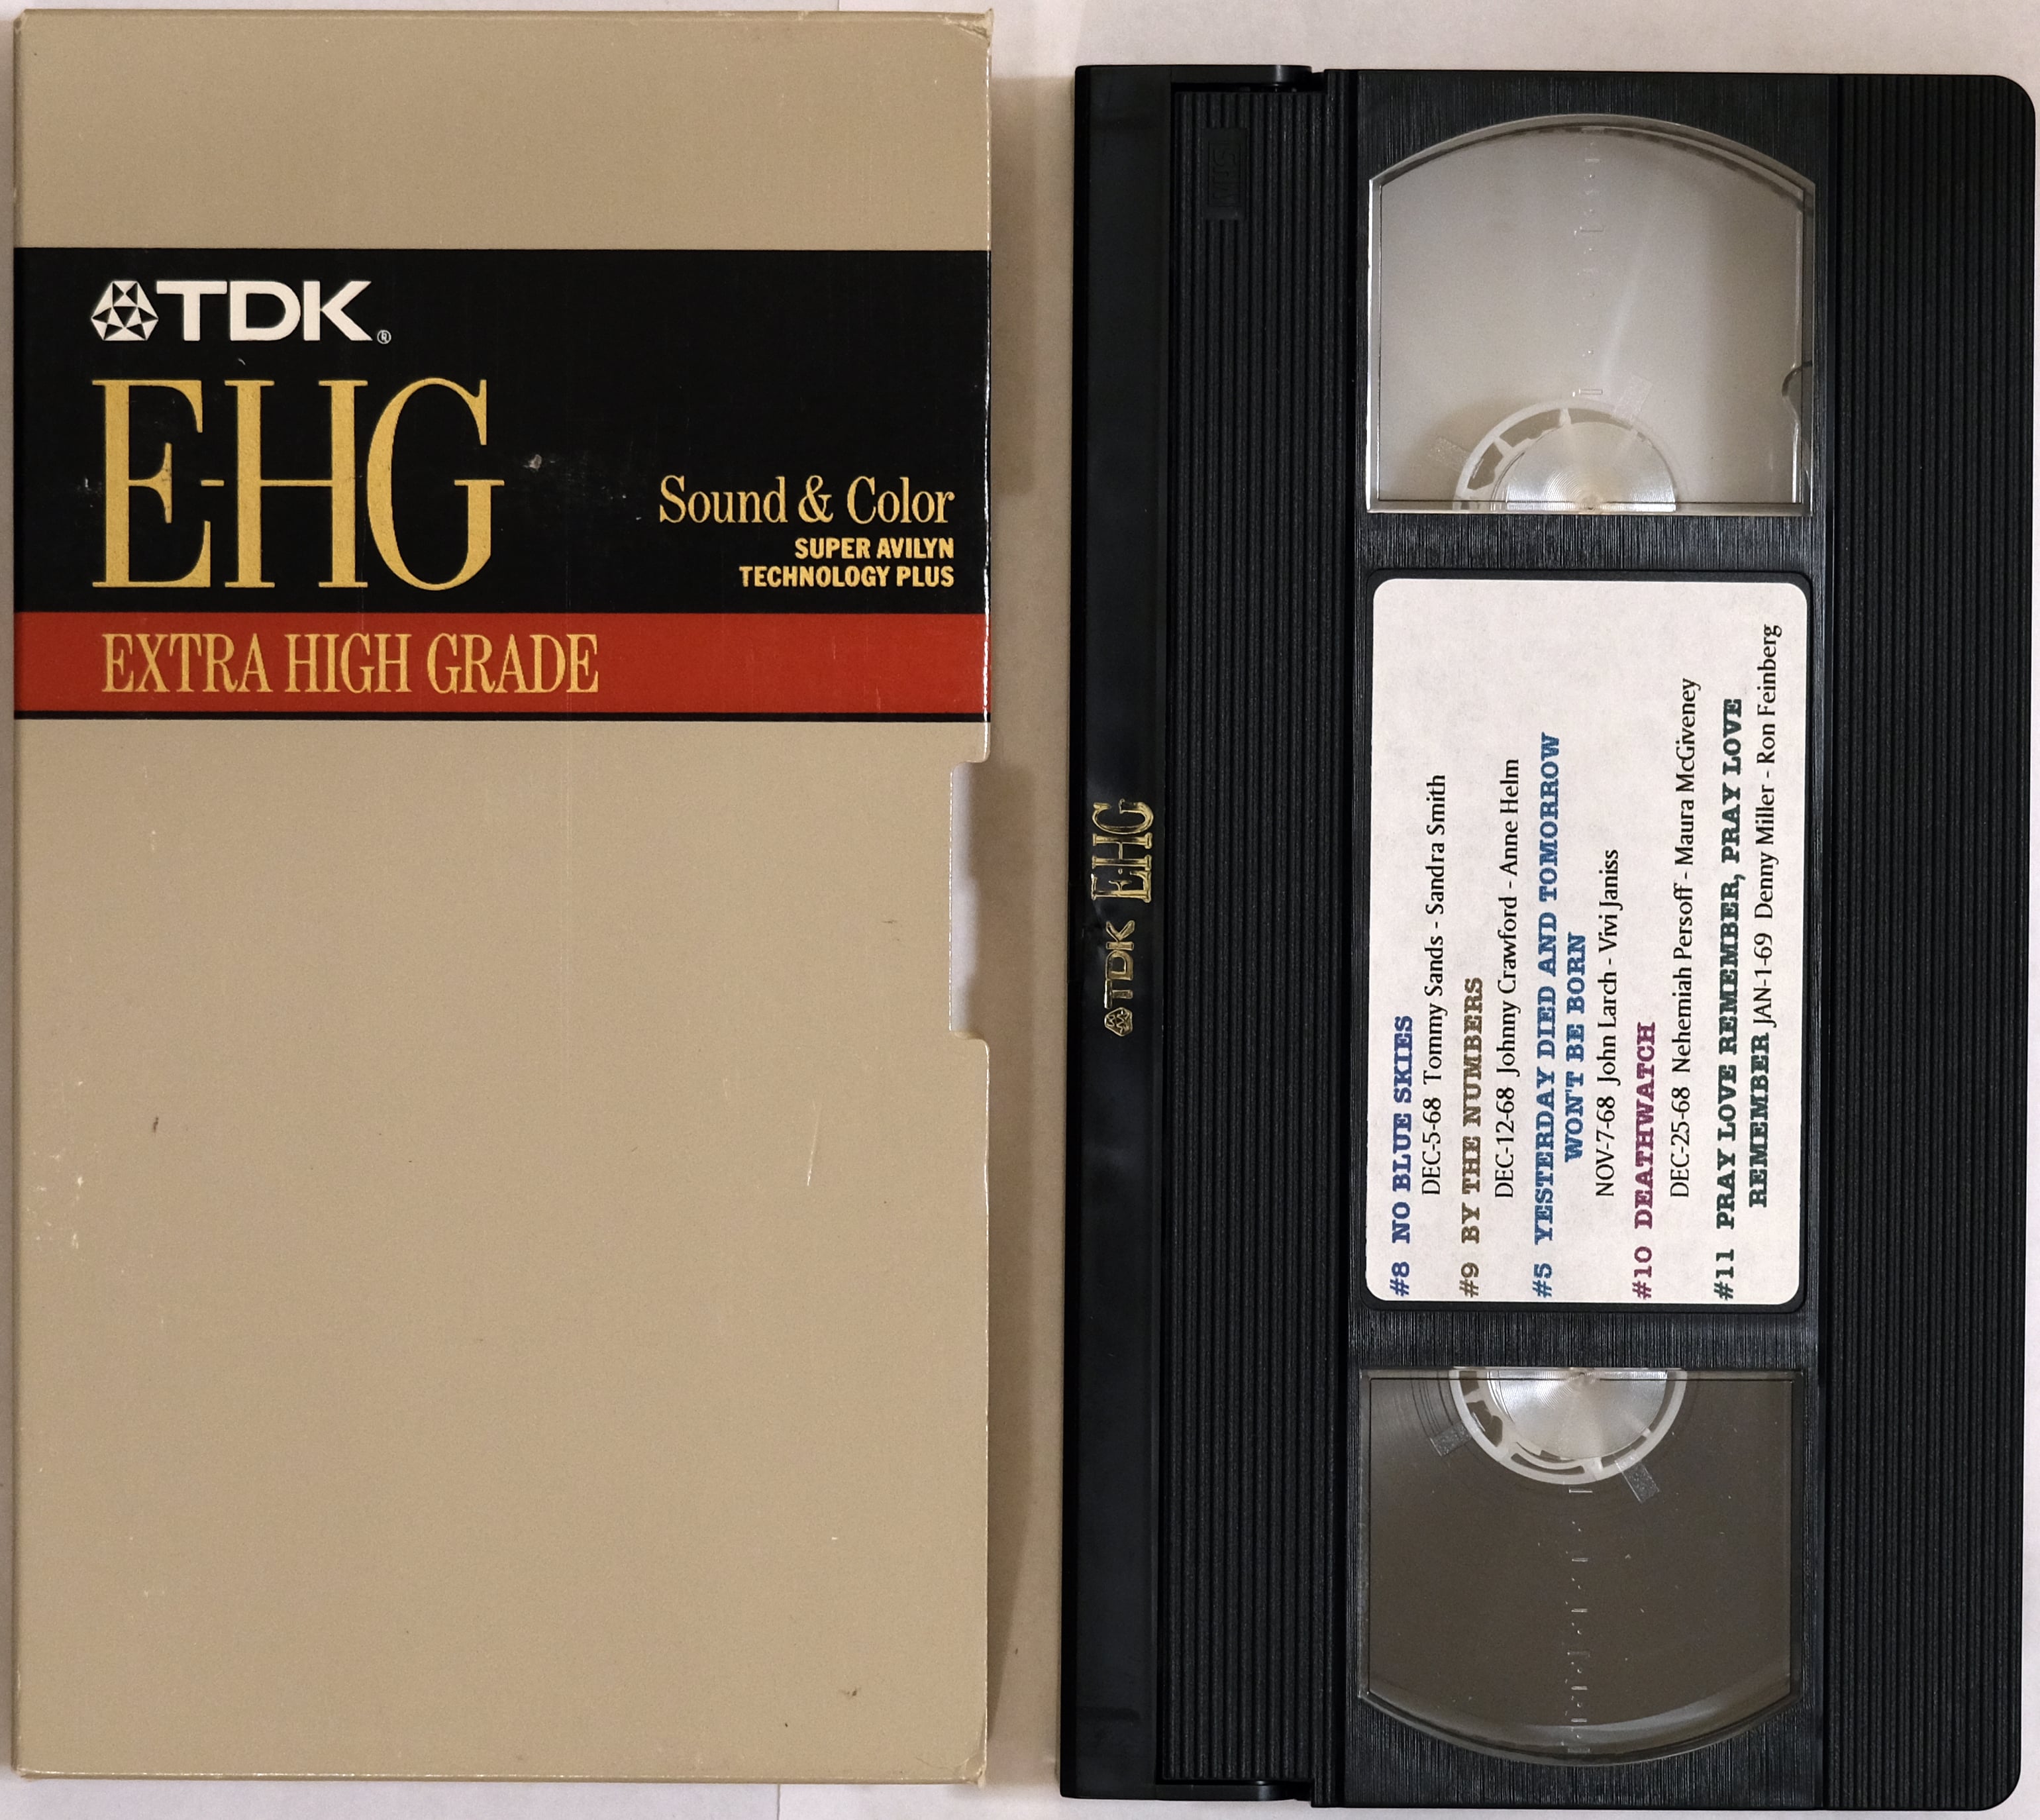 TDK®
E-HG
Sound & Color
SUPER AVILYN
TECHNOLOGY PLUS
EXTRA HIGH GRADE
VHS
TDK E-HG
#8 NO BLUE SKIES
DEC-5-68 Tommy Sands - Sandra Smith
#9 BY THE NUMBERS
DEC-12-68 Johnny Crawford - Anne Helm
#5 YESTERDAY DIED AND TOMORROW
WON'T BE BORN
NOV-7-68 John Larch - Vivi Janiss
#10 DEATHWATCH
DEC-25-68 Nehemiah Persoff - Maura McGiveney
#11 PRAY LOVE REMEMBER, PRAY LOVE
REMEMBER JAN-1-69 Denny Miller - Ron Feinberg